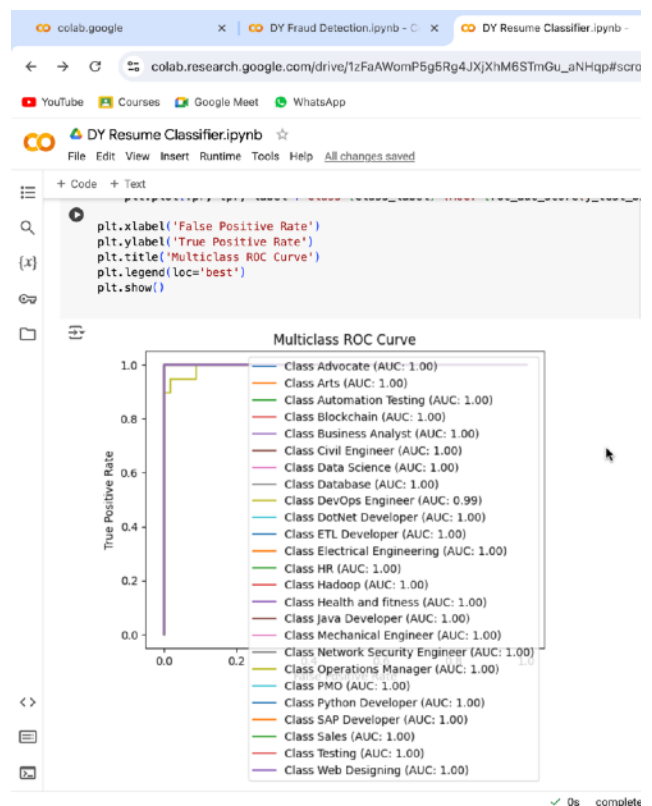 colab.google
DY Fraud Detection.ipynb - C
DY Resume Classifier.ipynb -
colab.research.google.com/drive/1zFaAWomP5g5Rg4JXjXhM6STmGu_aNHqp#scro
YouTube Courses Google Meet WhatsApp
DY Resume Classifier.ipynb
File Edit View Insert Runtime Tools Help All changes saved
+ Code + Text
plt.xlabel('False Positive Rate')
plt.ylabel('True Positive Rate')
plt.title('Multiclass ROC Curve')
plt.legend(loc='best')
plt.show()
Multiclass ROC Curve
True Positive Rate
1.0
0.8
0.6
0.4
0.2
0.0
Class Advocate (AUC: 1.00)
Class Arts (AUC: 1.00)
Class Automation Testing (AUC: 1.00)
Class Blockchain (AUC: 1.00)
Class Business Analyst (AUC: 1.00)
Class Civil Engineer (AUC: 1.00)
Class Data Science (AUC: 1.00)
Class Database (AUC: 1.00)
Class DevOps Engineer (AUC: 0.99)
Class DotNet Developer (AUC: 1.00)
Class ETL Developer (AUC: 1.00)
Class Electrical Engineering (AUC: 1.00)
Class HR (AUC: 1.00)
Class Hadoop (AUC: 1.00)
Class Health and fitness (AUC: 1.00)
Class Java Developer (AUC: 1.00)
Class Mechanical Engineer (AUC: 1.00)
Class Network Security Engineer (AUC: 1.00)
Class Operations Manager (AUC: 1.00)
Class PMO (AUC: 1.00)
Class Python Developer (AUC: 1.00)
Class SAP Developer (AUC: 1.00)
Class Sales (AUC: 1.00)
Class Testing (AUC: 1.00)
Class Web Designing (AUC: 1.00)
0.0 0.2 0.4 0.6 0.8 1.0
False Positive Rate
{x}
0s complete